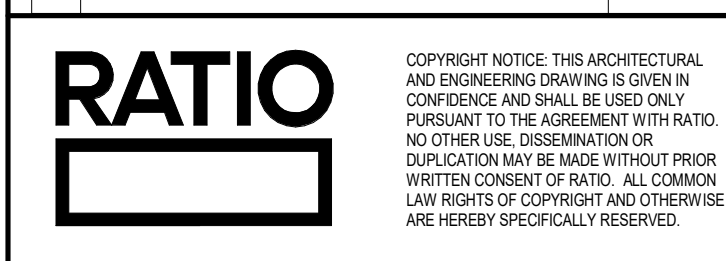 RATIO
COPYRIGHT NOTICE: THIS ARCHITECTURAL
AND ENGINEERING DRAWING IS GIVEN IN
CONFIDENCE AND SHALL BE USED ONLY
PURSUANT TO THE AGREEMENT WITH RATIO.
NO OTHER USE, DISSEMINATION OR
DUPLICATION MAY BE MADE WITHOUT PRIOR
WRITTEN CONSENT OF RATIO.  ALL COMMON
LAW RIGHTS OF COPYRIGHT AND OTHERWISE
ARE HEREBY SPECIFICALLY RESERVED.